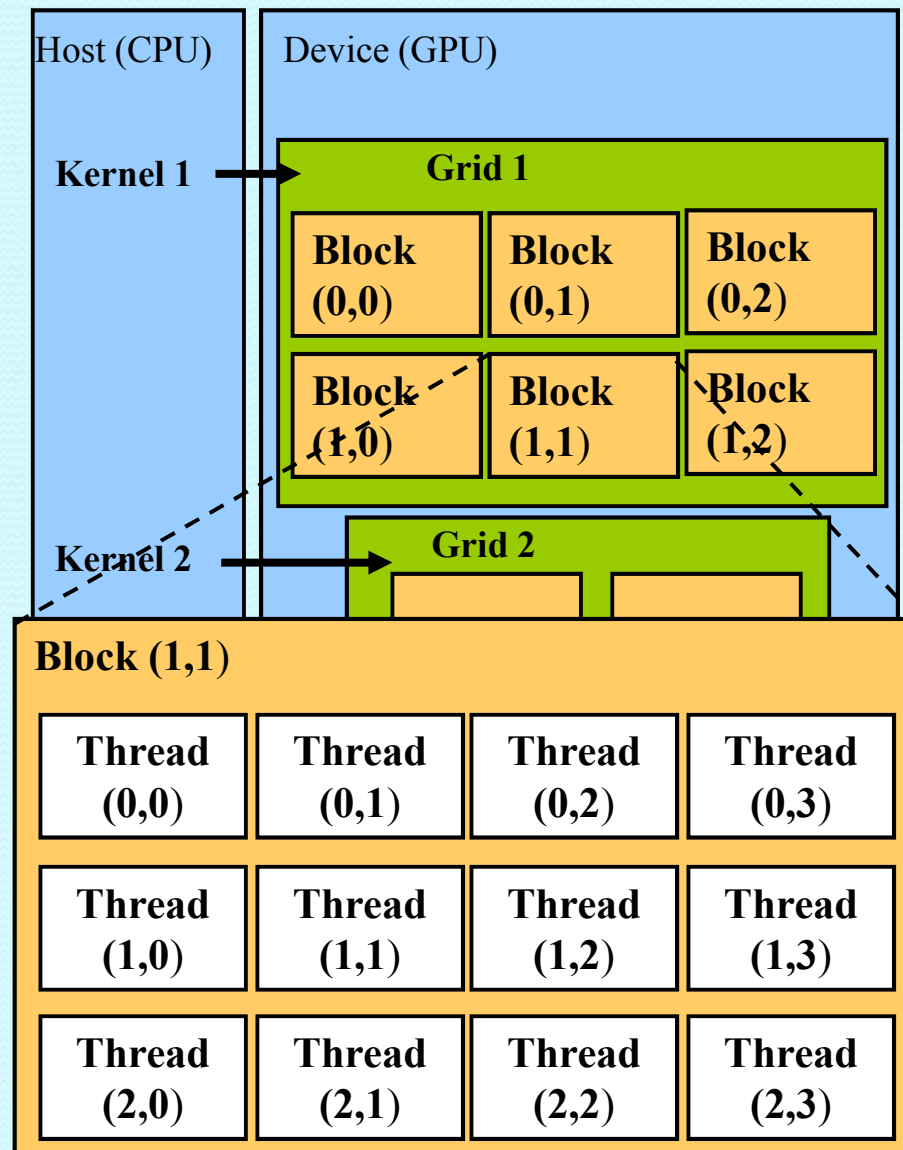 Host (CPU)
Device (GPU)
Kernel 1
Grid 1
Block
(0,0)
Block
(0,1)
Block
(0,2)
Block
(1,0)
Block
(1,1)
Block
(1,2)
Kernel 2
Grid 2
Block (1,1)
Thread
(0,0)
Thread
(0,1)
Thread
(0,2)
Thread
(0,3)
Thread
(1,0)
Thread
(1,1)
Thread
(1,2)
Thread
(1,3)
Thread
(2,0)
Thread
(2,1)
Thread
(2,2)
Thread
(2,3)